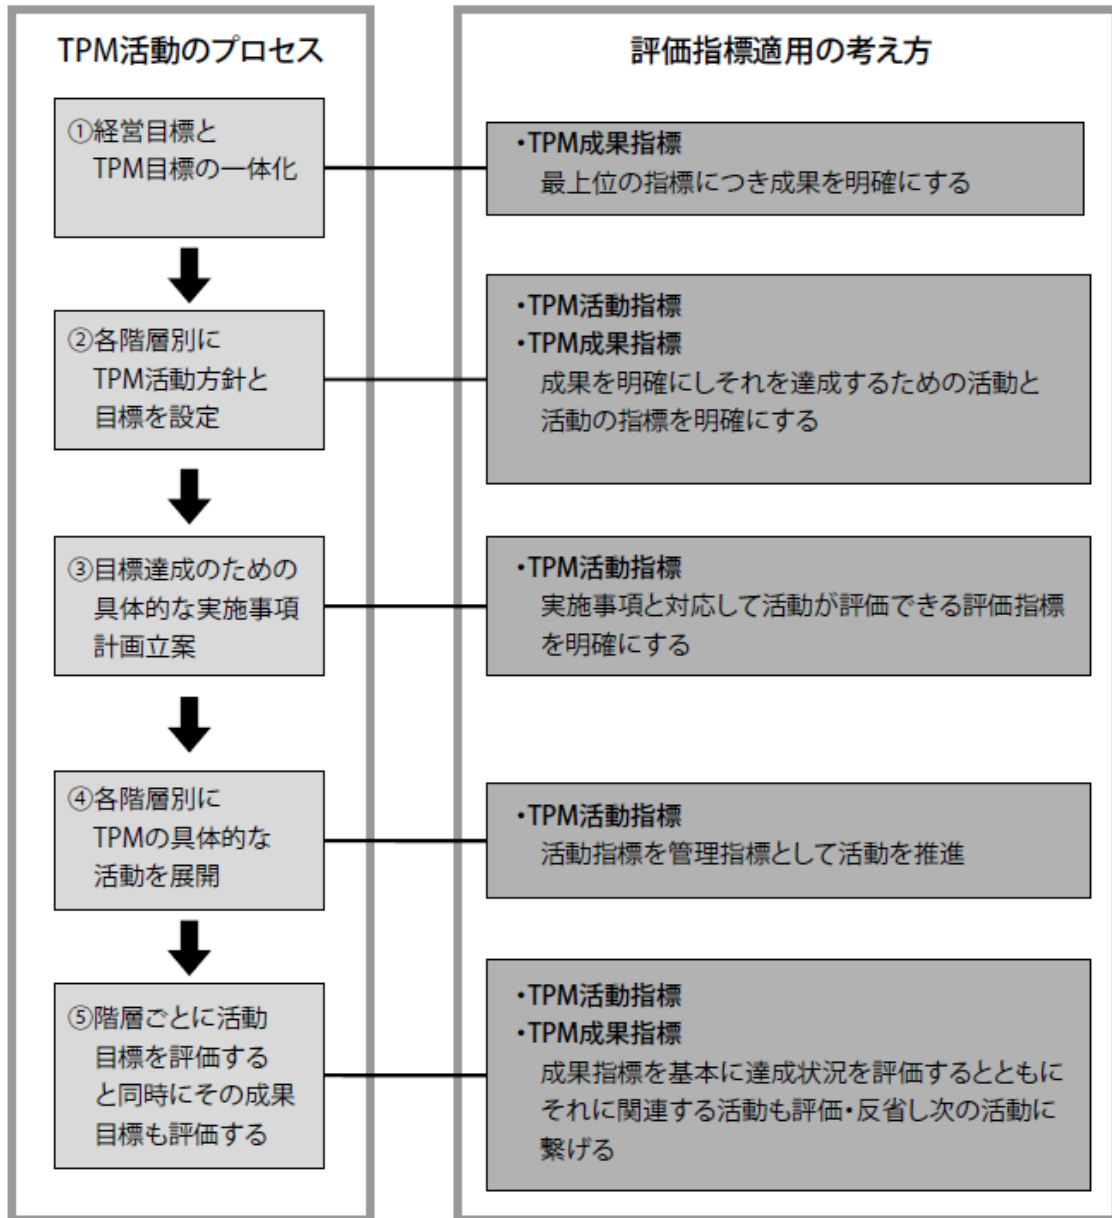 TPM活動のプロセス
①経営目標と
TPM目標の一体化
②各階層別に
TPM活動方針と
目標を設定
③目標達成のための
具体的な実施事項
計画立案
④各階層別に
TPMの具体的な
活動を展開
⑤階層ごとに活動
目標を評価する
と同時にその成果
目標も評価する
評価指標適用の考え方
・TPM成果指標
最上位の指標につき成果を明確にする
・TPM活動指標
・TPM成果指標
成果を明確にしそれを達成するための活動と
活動の指標を明確にする
・TPM活動指標
実施事項と対応して活動が評価できる評価指標
を明確にする
・TPM活動指標
活動指標を管理指標として活動を推進
・TPM活動指標
・TPM成果指標
成果指標を基本に達成状況を評価するとともに
それに関連する活動も評価・反省し次の活動に
繋げる